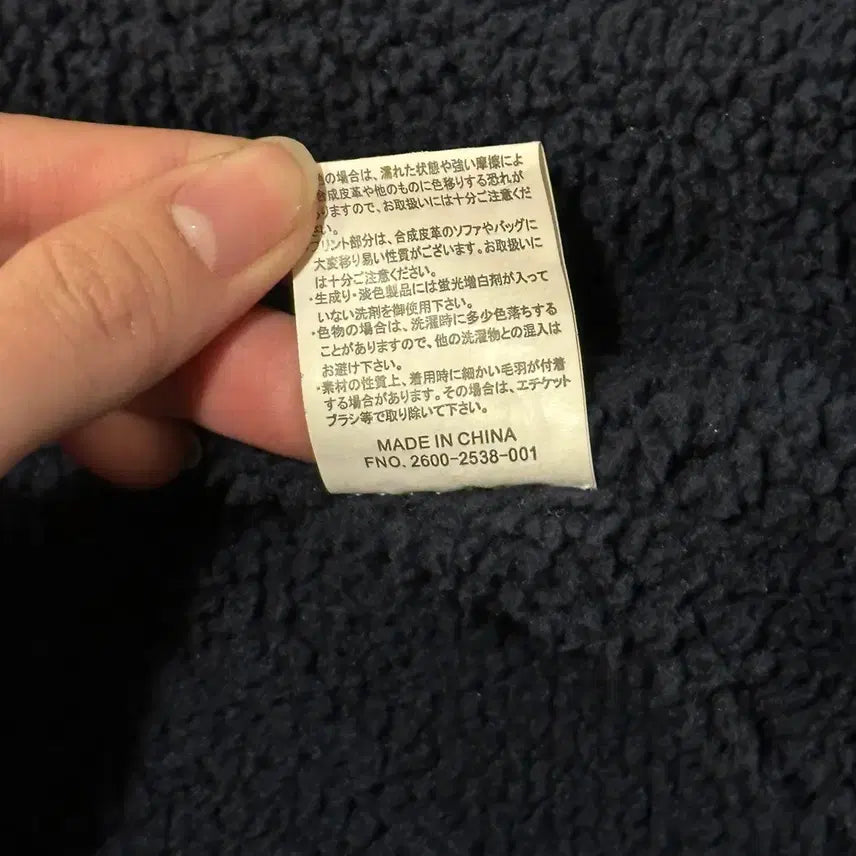 の場合は、濡れた状態や強い摩擦によ
合成皮革や他のものに色移りする恐れが
りますので、お取扱いには十分ご注意くだ
さい。
プリント部分は、合成皮革のソファやバッグに
大変移り易い性質がございます。お取扱いに
は十分ご注意ください。
・生成り・淡色製品には蛍光増白剤が入って
いない洗剤を御使用下さい。
・色物の場合は、洗濯時に多少色落ちする
ことがありますので、他の洗濯物との混入は
お避け下さい。
・素材の性質上、着用時に細かい毛羽が付着
する場合があります。その場合は、エチケット
ブラシ等で取り除いて下さい。
MADE IN CHINA
FNO. 2600-2538-001